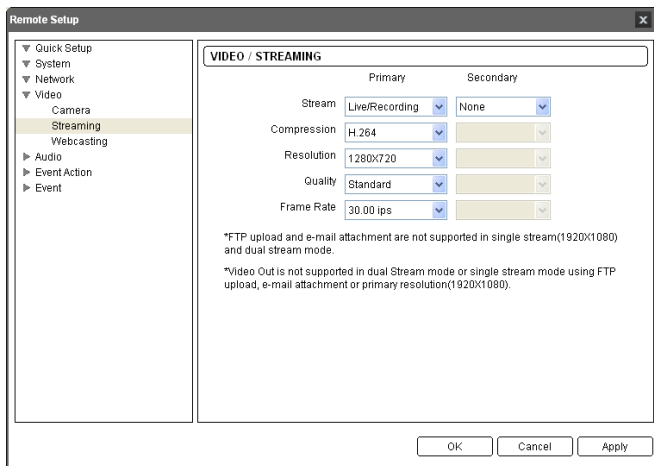 Remote Setup
x
Quick Setup
System
Network
Video
Camera
Streaming
Webcasting
Audio
Event Action
Event
VIDEO / STREAMING
Primary Secondary
Stream Live/Recording None
Compression H.264
Resolution 1280X720
Quality Standard
Frame Rate 30.00 ips
*FTP upload and e-mail attachment are not supported in single stream(1920X1080)
and dual stream mode.
*Video Out is not supported in dual Stream mode or single stream mode using FTP
upload, e-mail attachment or primary resolution(1920X1080).
OK Cancel Apply